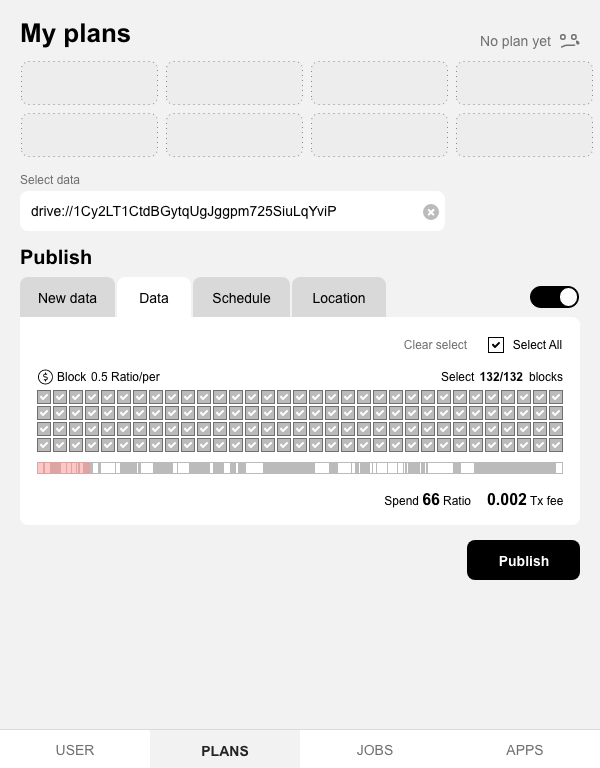 My plans
No plan yet
Select data
drive://1Cy2LT1CtdBGytqUgJggpm725SiuLqYviP
Publish
New data
Data
Schedule
Location
Clear select
Select All
Block 0.5 Ratio/per
Select 132/132 blocks
Spend 66 Ratio
0.002 Tx fee
Publish
USER
PLANS
JOBS
APPS